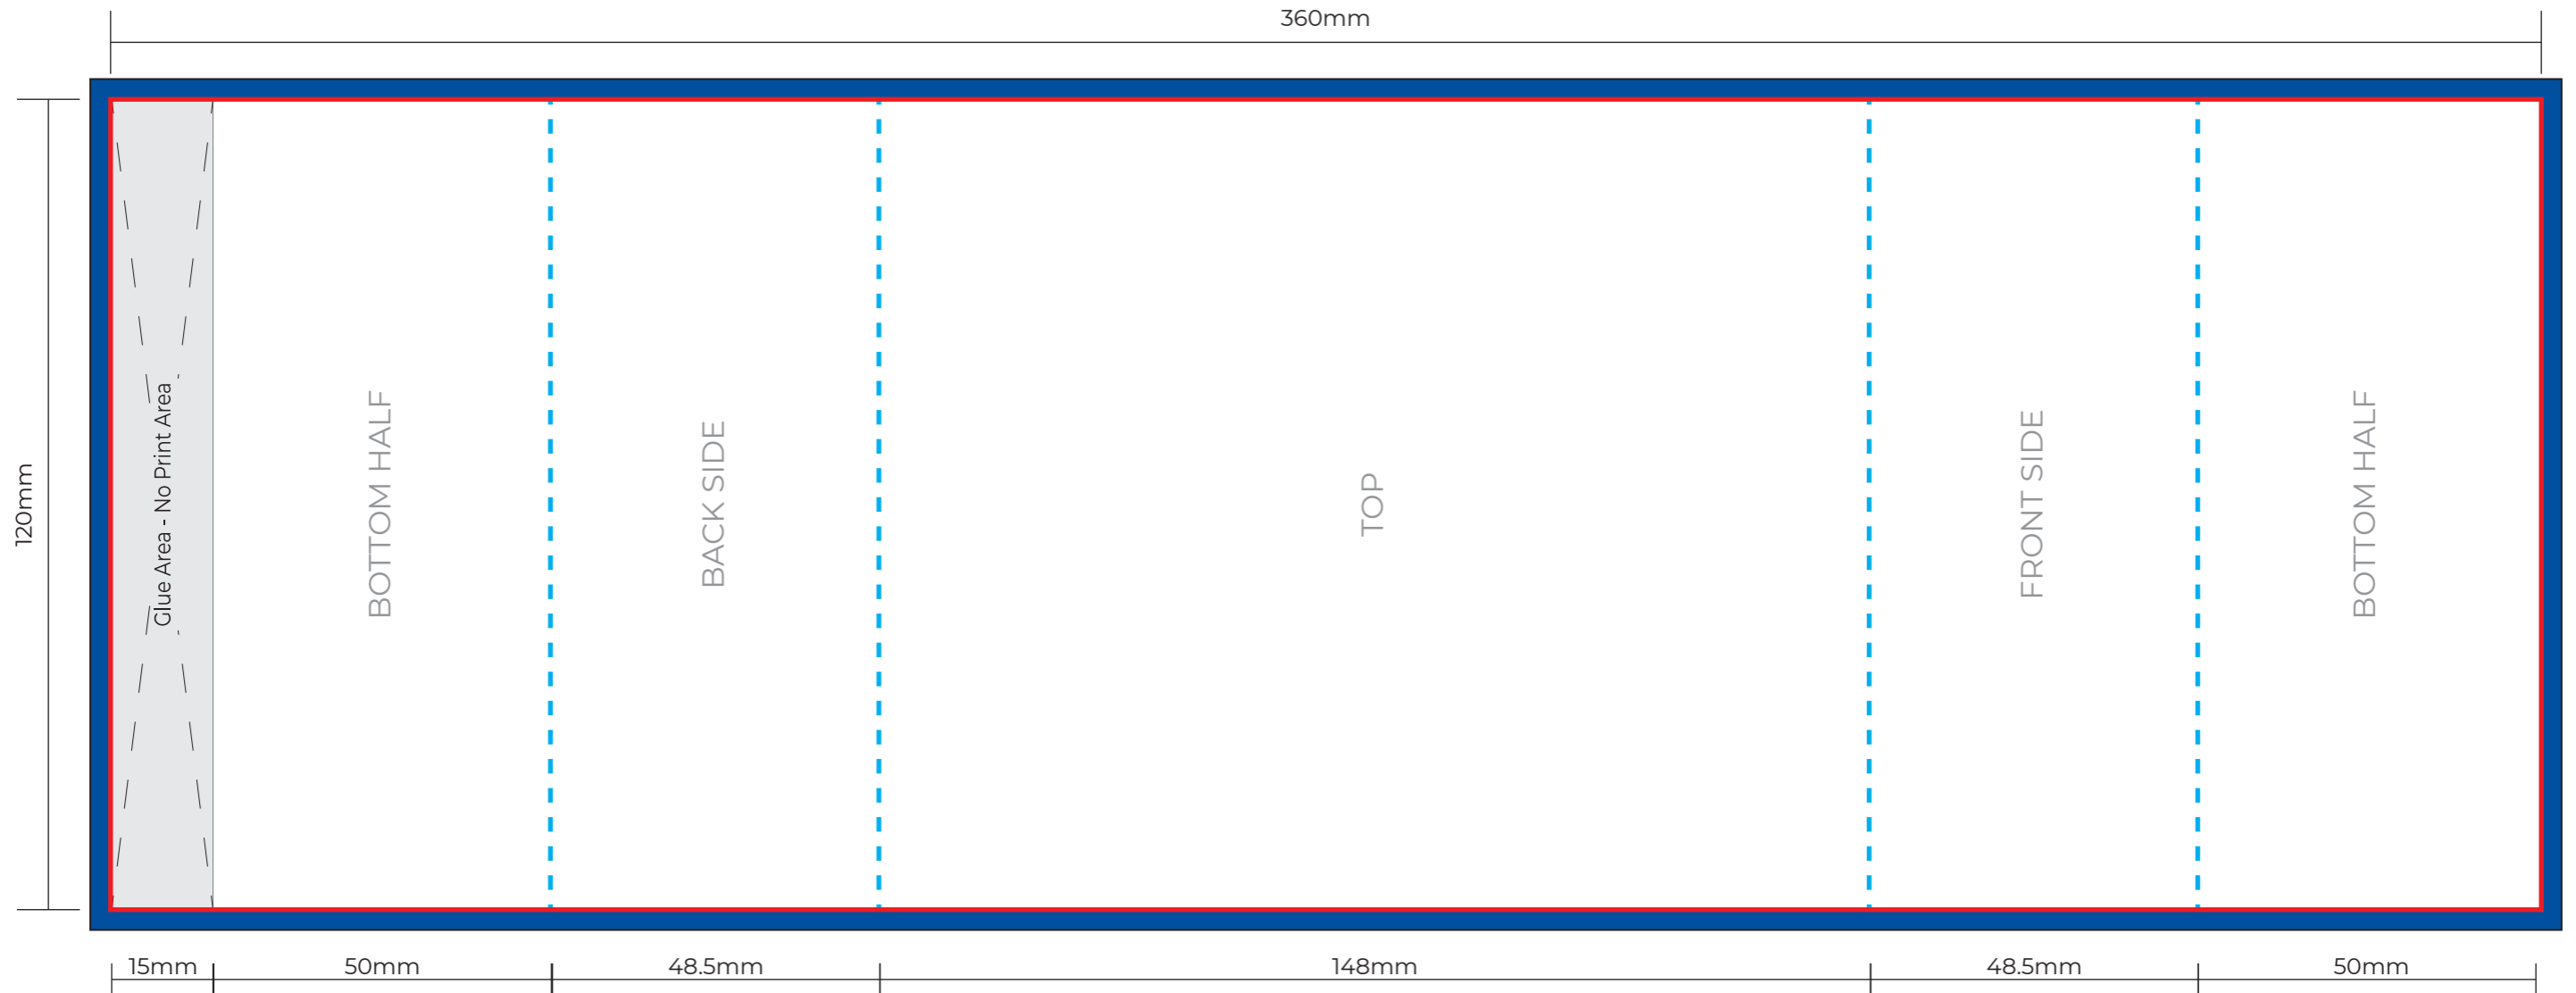 360mm
120mm
Glue Area - No Print Area
BOTTOM HALF
BACK SIDE
TOP
FRONT SIDE
BOTTOM HALF
15mm
50mm
48.5mm
148mm
48.5mm
50mm